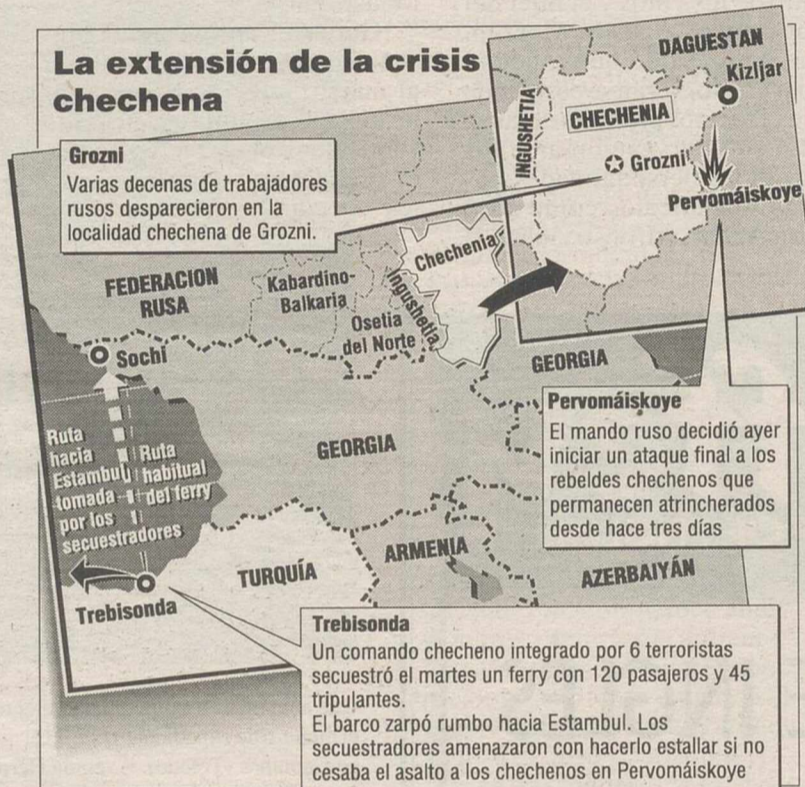 La extensión de la crisis
chechena
Grozni
Varias decenas de trabajadores
rusos desparecieron en la
localidad chechena de Grozni.
DAGUESTAN
Kizljar
INGUSHETIA
CHECHENIA
Grozni
Pervomáiskoye
FEDERACION
RUSA
Kabardino-
Balkaria
Ingushetia
Chechenia
Osetia
del Norte
Sochi
GEORGIA
GEORGIA
Pervomáiskoye
El mando ruso decidió ayer
iniciar un ataque final a los
rebeldes chechenos que
permanecen atrincherados
desde hace tres días
Ruta
hacia
Estambul
tomada
por los
secuestradores
Ruta
habitual
del ferry
TURQUÍA
ARMENIA
AZERBAIYÁN
Trebisonda
Trebisonda
Un comando checheno integrado por 6 terroristas
secuestró el martes un ferry con 120 pasajeros y 45
tripulantes.
El barco zarpó rumbo hacia Estambul. Los
secuestradores amenazaron con hacerlo estallar si no
cesaba el asalto a los chechenos en Pervomáiskoye